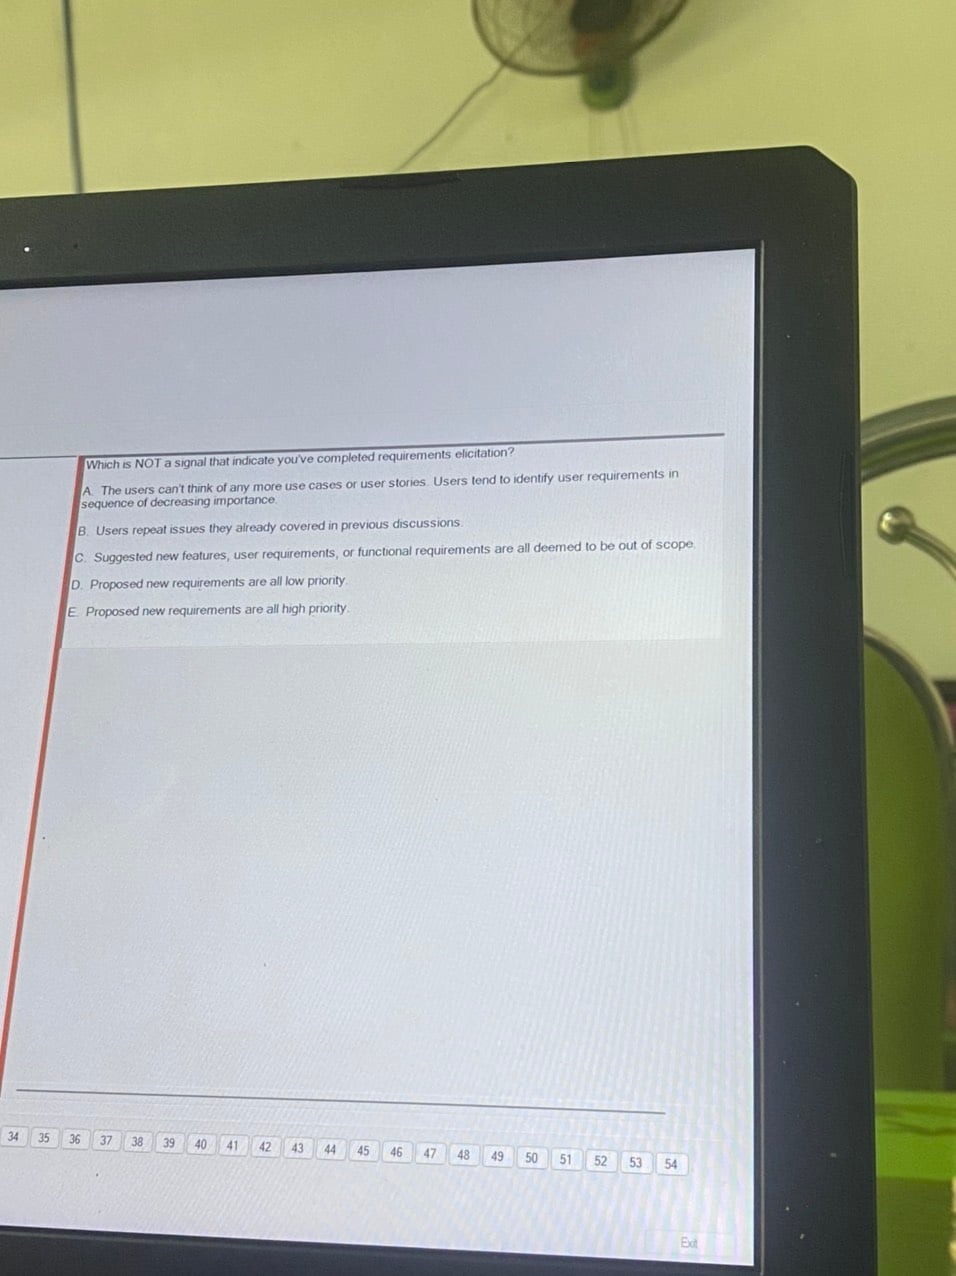 Which is NOT a signal that indicate you've completed requirements elicitation?
A. The users can't think of any more use cases or user stories. Users tend to identify user requirements in
sequence of decreasing importance.
B. Users repeat issues they already covered in previous discussions.
C. Suggested new features, user requirements, or functional requirements are all deemed to be out of scope.
D. Proposed new requirements are all low priority.
E. Proposed new requirements are all high priority.
34 35 36 37 38 39 40 41 42 43 44 45 46 47 48 49 50 51 52 53 54
Exit